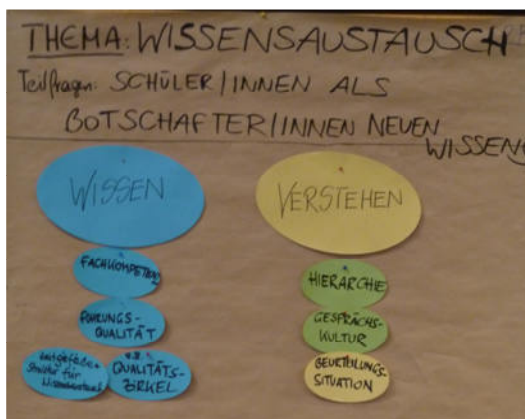 THEMA: WISSENSAUSTAUSCH
Teilfragen: SCHÜLER/INNEN ALS
BOTSCHAFTER/INNEN NEUEN
WISSENS
WISSEN
FACHKOMPETENZ
FÜHRUNGS-
QUALITÄT
für
z.B.
QUALITÄTS-
ZIRKEL
VERSTEHEN
HIERARCHIE
GESPRÄCHS-
KULTUR
BEURTEILUNGS-
SITUATION